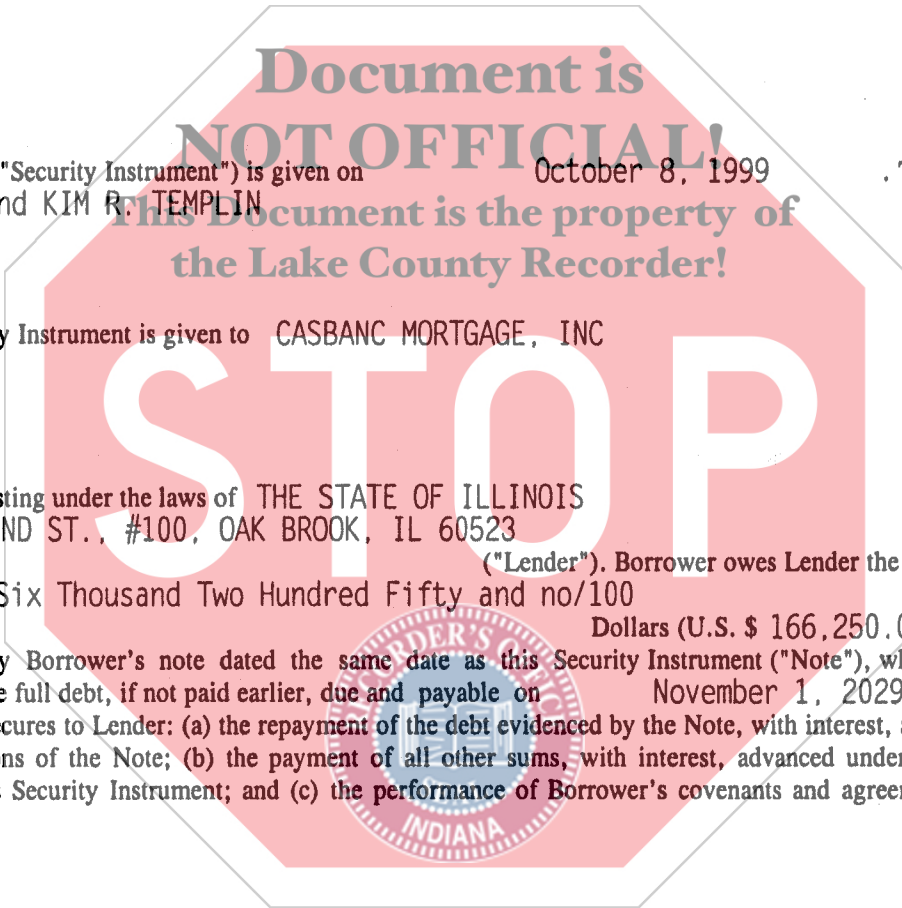 Document is
NOT OFFICIAL!
"Security Instrument") is given on October 8, 1999
nd KIM R. TEMPLIN
This Document is the property of
the Lake County Recorder!
y Instrument is given to CASBANC MORTGAGE, INC
STOP
sting under the laws of THE STATE OF ILLINOIS
ND ST., #100, OAK BROOK, IL 60523
("Lender"). Borrower owes Lender the
Six Thousand Two Hundred Fifty and no/100
Dollars (U.S. $ 166,250.0
y Borrower's note dated the same date as this Security Instrument ("Note"), wh
e full debt, if not paid earlier, due and payable on November 1, 2029
cures to Lender: (a) the repayment of the debt evidenced by the Note, with interest, a
ns of the Note; (b) the payment of all other sums, with interest, advanced under
s Security Instrument; and (c) the performance of Borrower's covenants and agreem
RECORDER'S OFFICE
SEAL
INDIANA